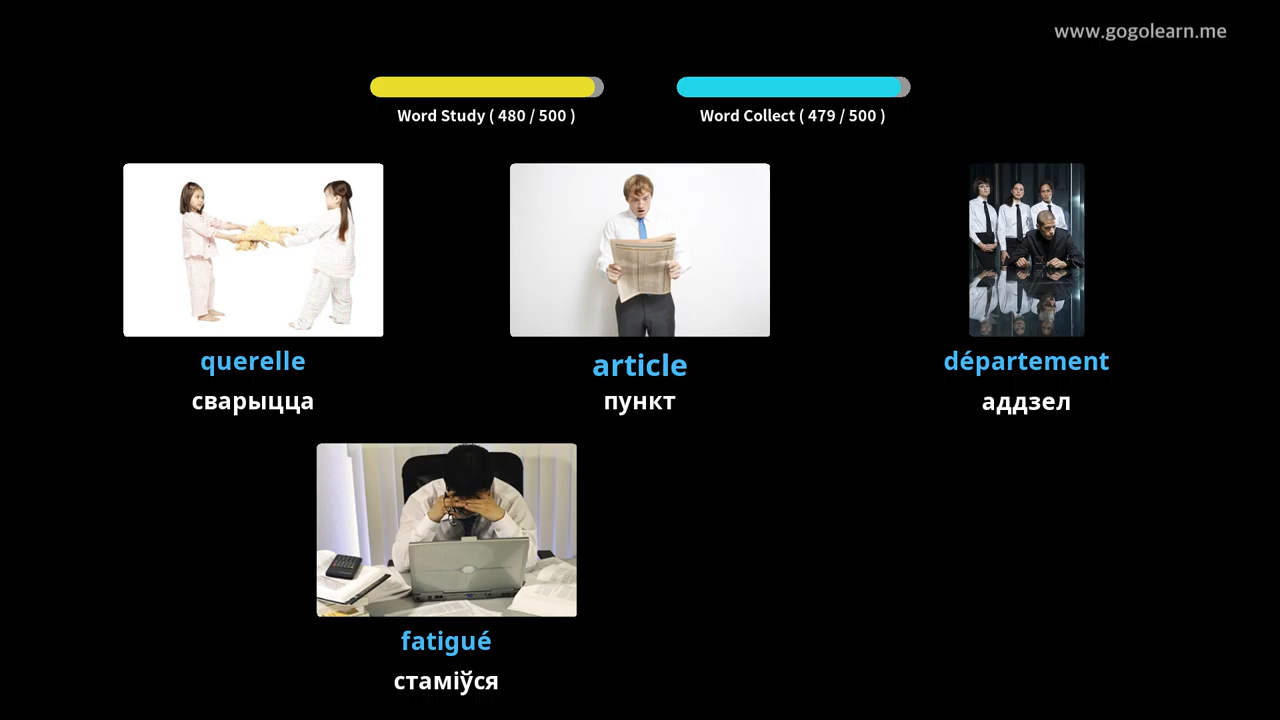 www.gogolearn.me
Word Study ( 480 / 500 )
Word Collect ( 479 / 500 )
querelle
сварыцца
article
пункт
département
аддзел
fatigué
стаміўся